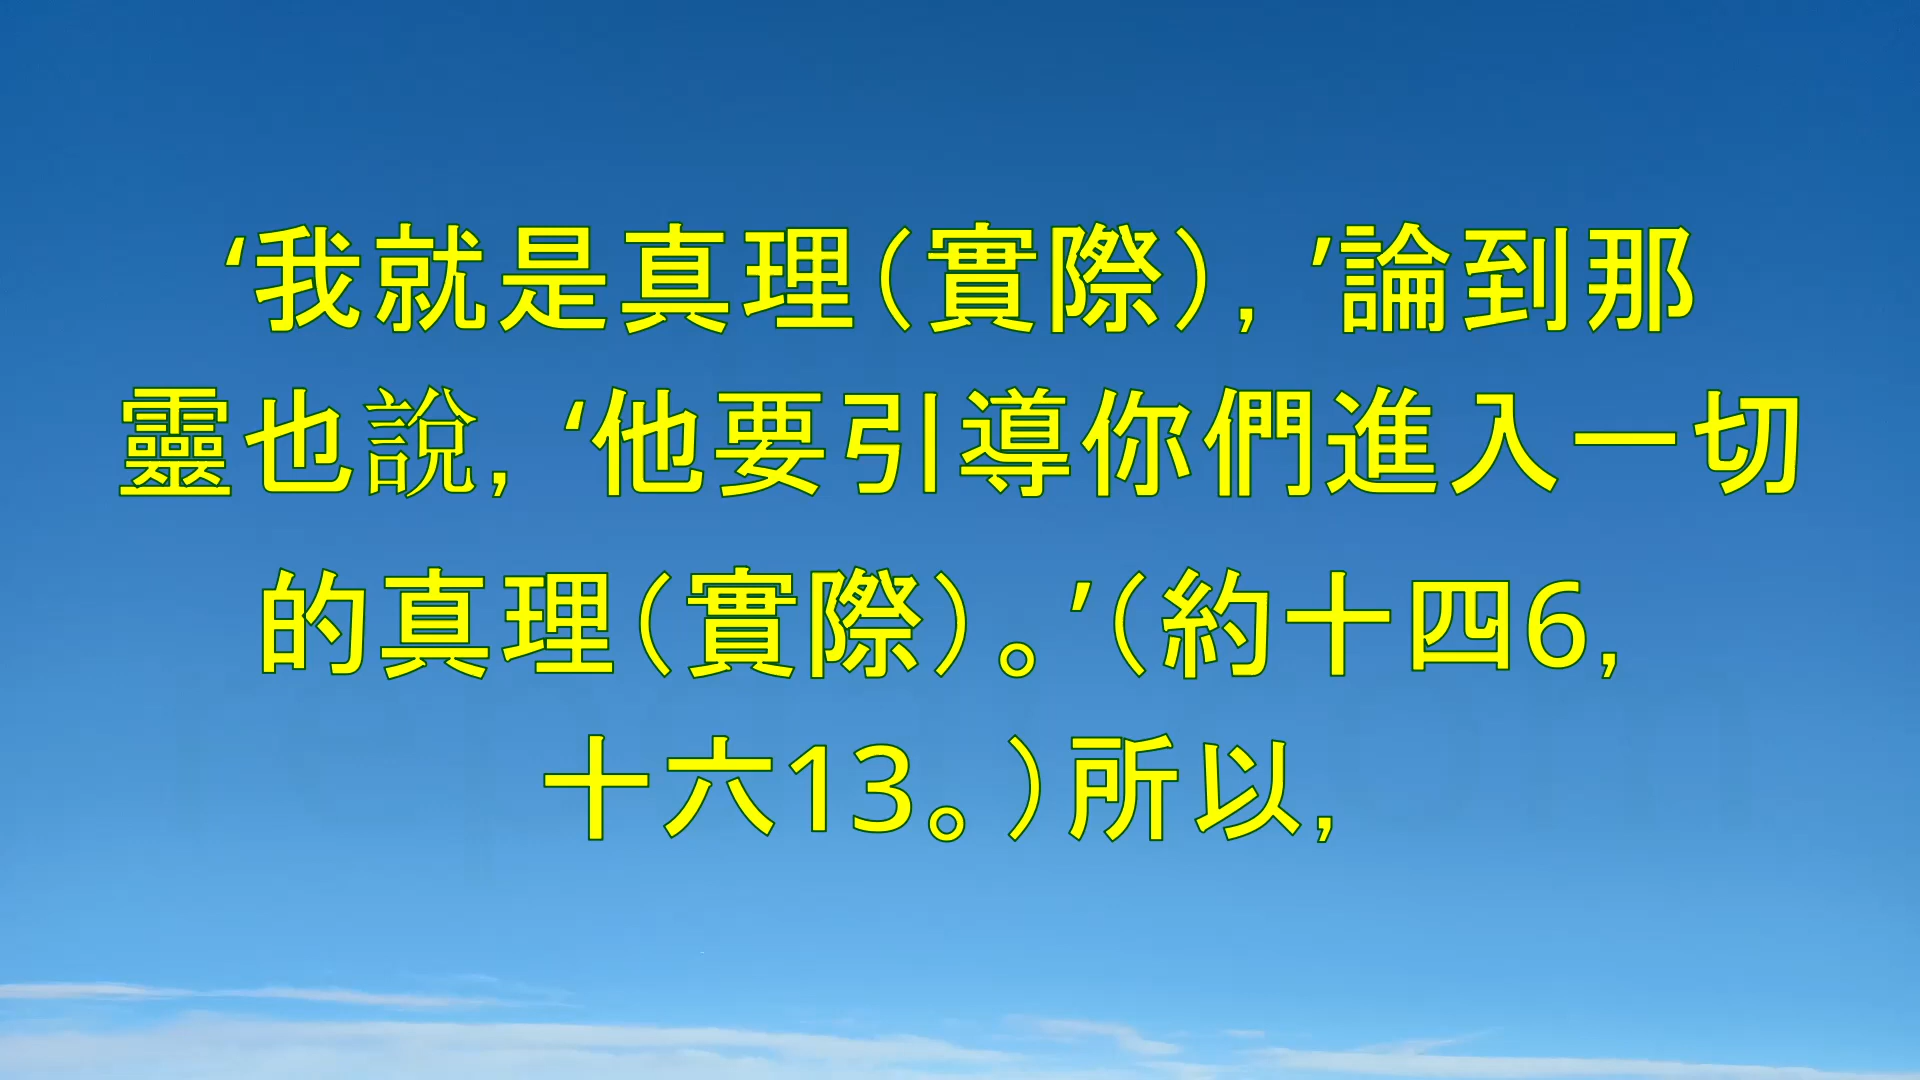 ‘我就是真理(實際), ’論到那
靈也說, ‘他要引導你們進入一切
的真理(實際)。’(約十四6,
十六13。)所以,